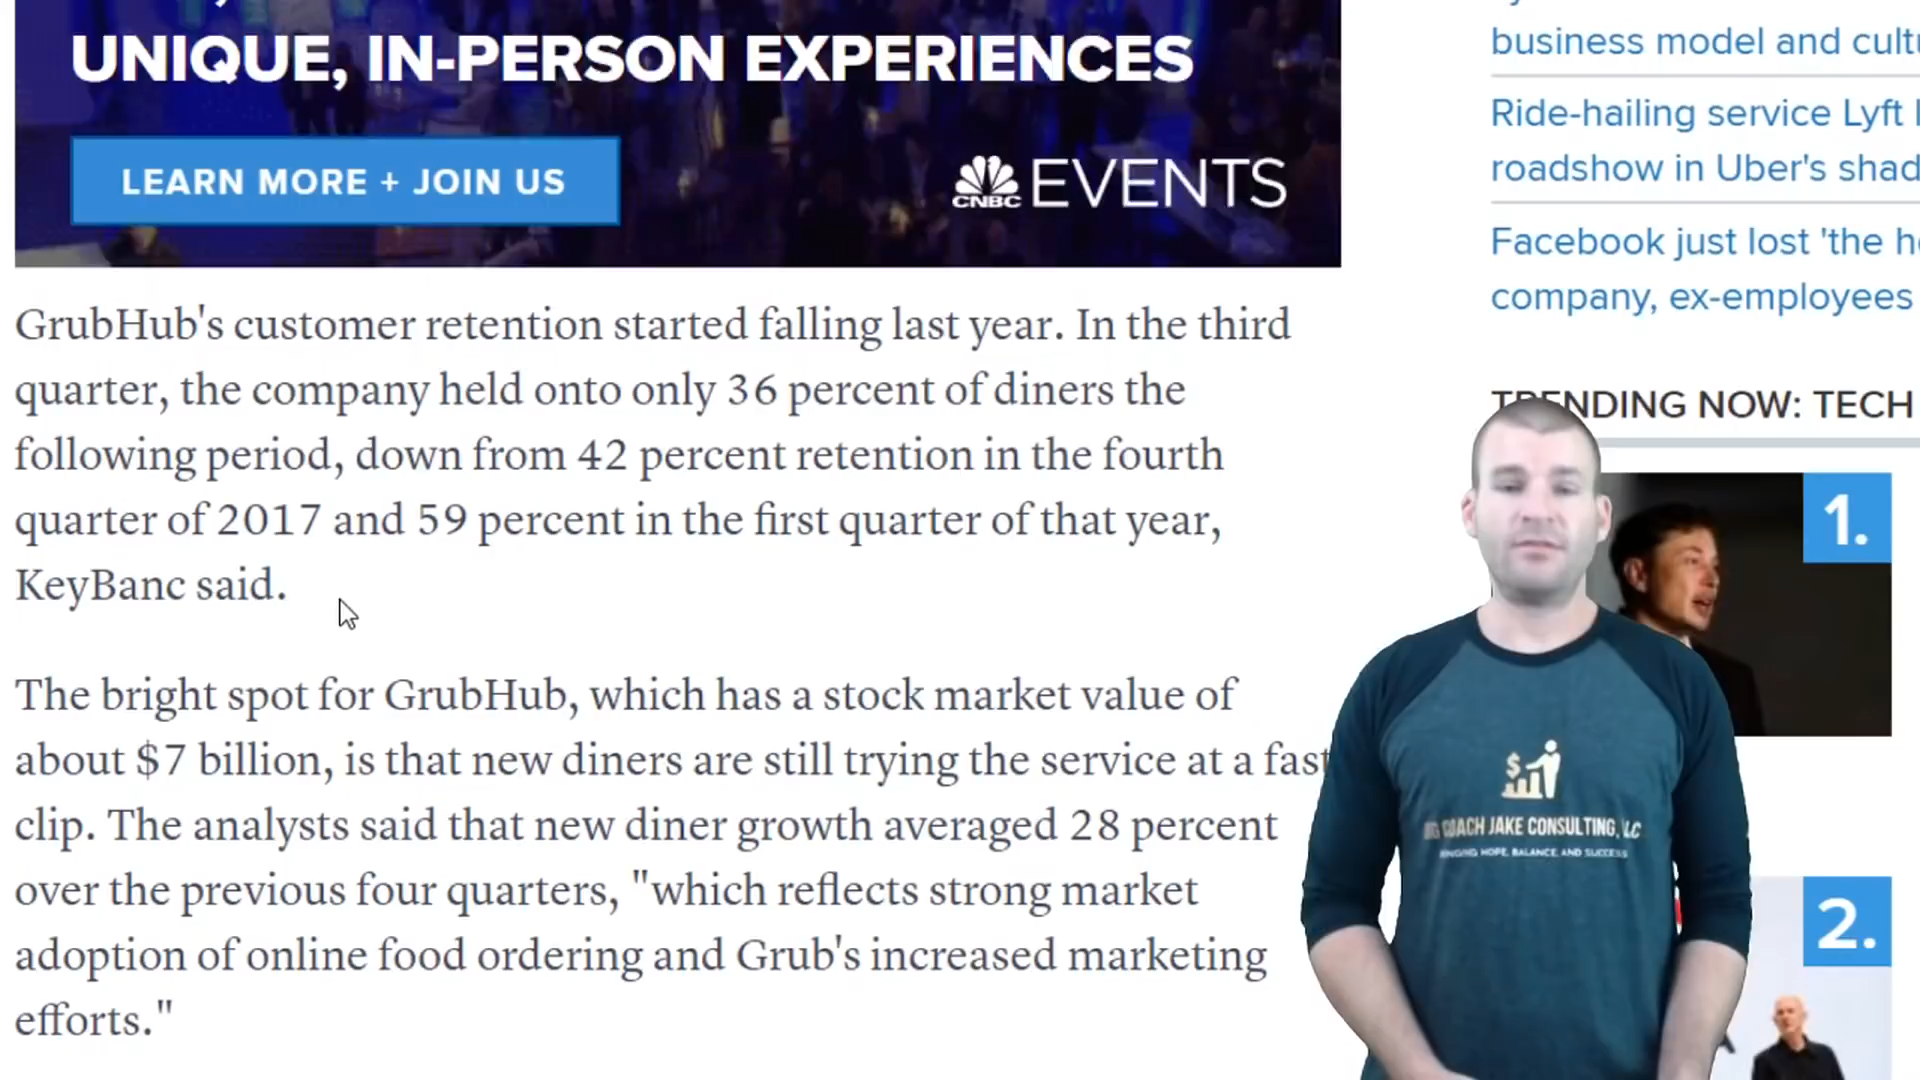 UNIQUE, IN-PERSON EXPERIENCES
LEARN MORE + JOIN US
CNBC EVENTS
GrubHub's customer retention started falling last year. In the third
quarter, the company held onto only 36 percent of diners the
following period, down from 42 percent retention in the fourth
quarter of 2017 and 59 percent in the first quarter of that year,
KeyBanc said.
The bright spot for GrubHub, which has a stock market value of
about $7 billion, is that new diners are still trying the service at a fast
clip. The analysts said that new diner growth averaged 28 percent
over the previous four quarters, "which reflects strong market
adoption of online food ordering and Grub's increased marketing
efforts."
business model and
Ride-hailing service Lyft
roadshow in Uber's
Facebook just lost 'the
company, ex-employees
TRENDING NOW: TECH
1.
2.
$
COACH JAKE CONSULTING,
HOPE, BALANCE, AND SUCCESS